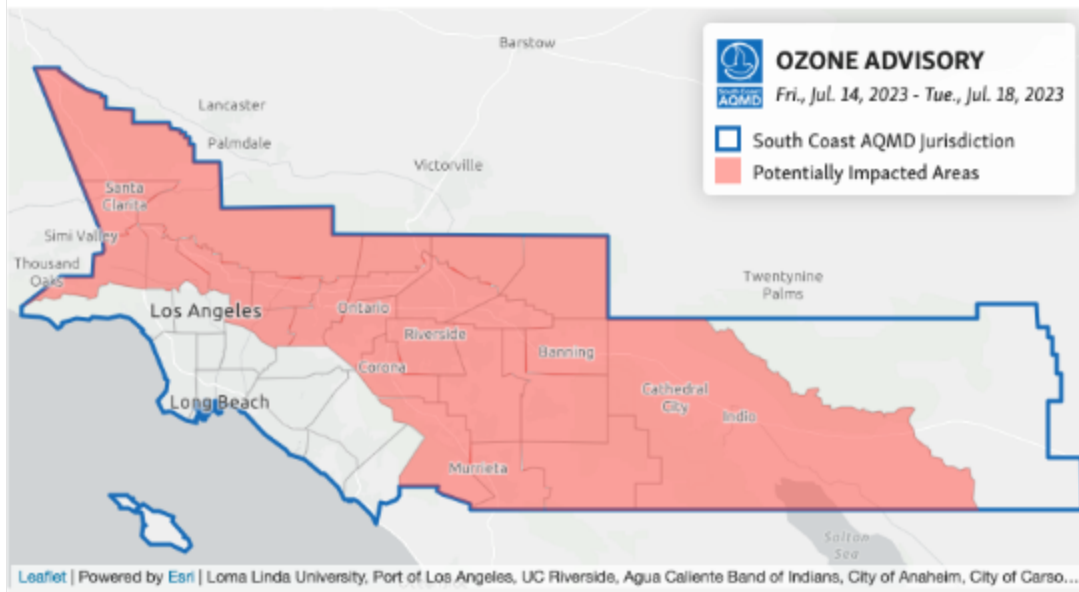 Barstow
OZONE ADVISORY
South Coast
AQMD
Fri., Jul. 14, 2023 - Tue., Jul. 18, 2023
South Coast AQMD Jurisdiction
Potentially Impacted Areas
Lancaster
Palmdale
Victorville
Santa
Clarita
Simi Valley
Thousand
Oaks
Twentynine
Palms
Los Angeles
Ontario
Riverside
Banning
Corona
Cathedral
City
Indio
Long Beach
Murrieta
Salton
Sea
Leaflet | Powered by Esri | Loma Linda University, Port of Los Angeles, UC Riverside, Agua Caliente Band of Indians, City of Anaheim, City of Carso...